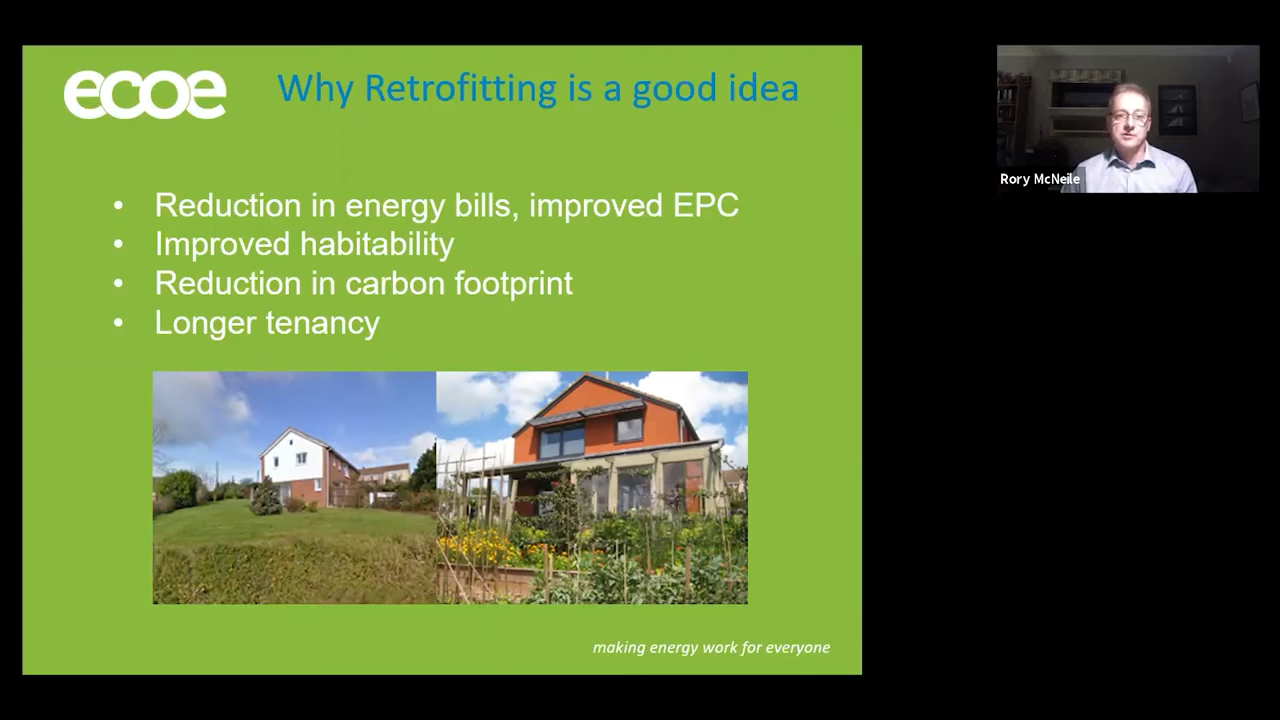 ecoe
Why Retrofitting is a good idea
• Reduction in energy bills, improved EPC
• Improved habitability
• Reduction in carbon footprint
• Longer tenancy
making energy work for everyone
Rory McNeile